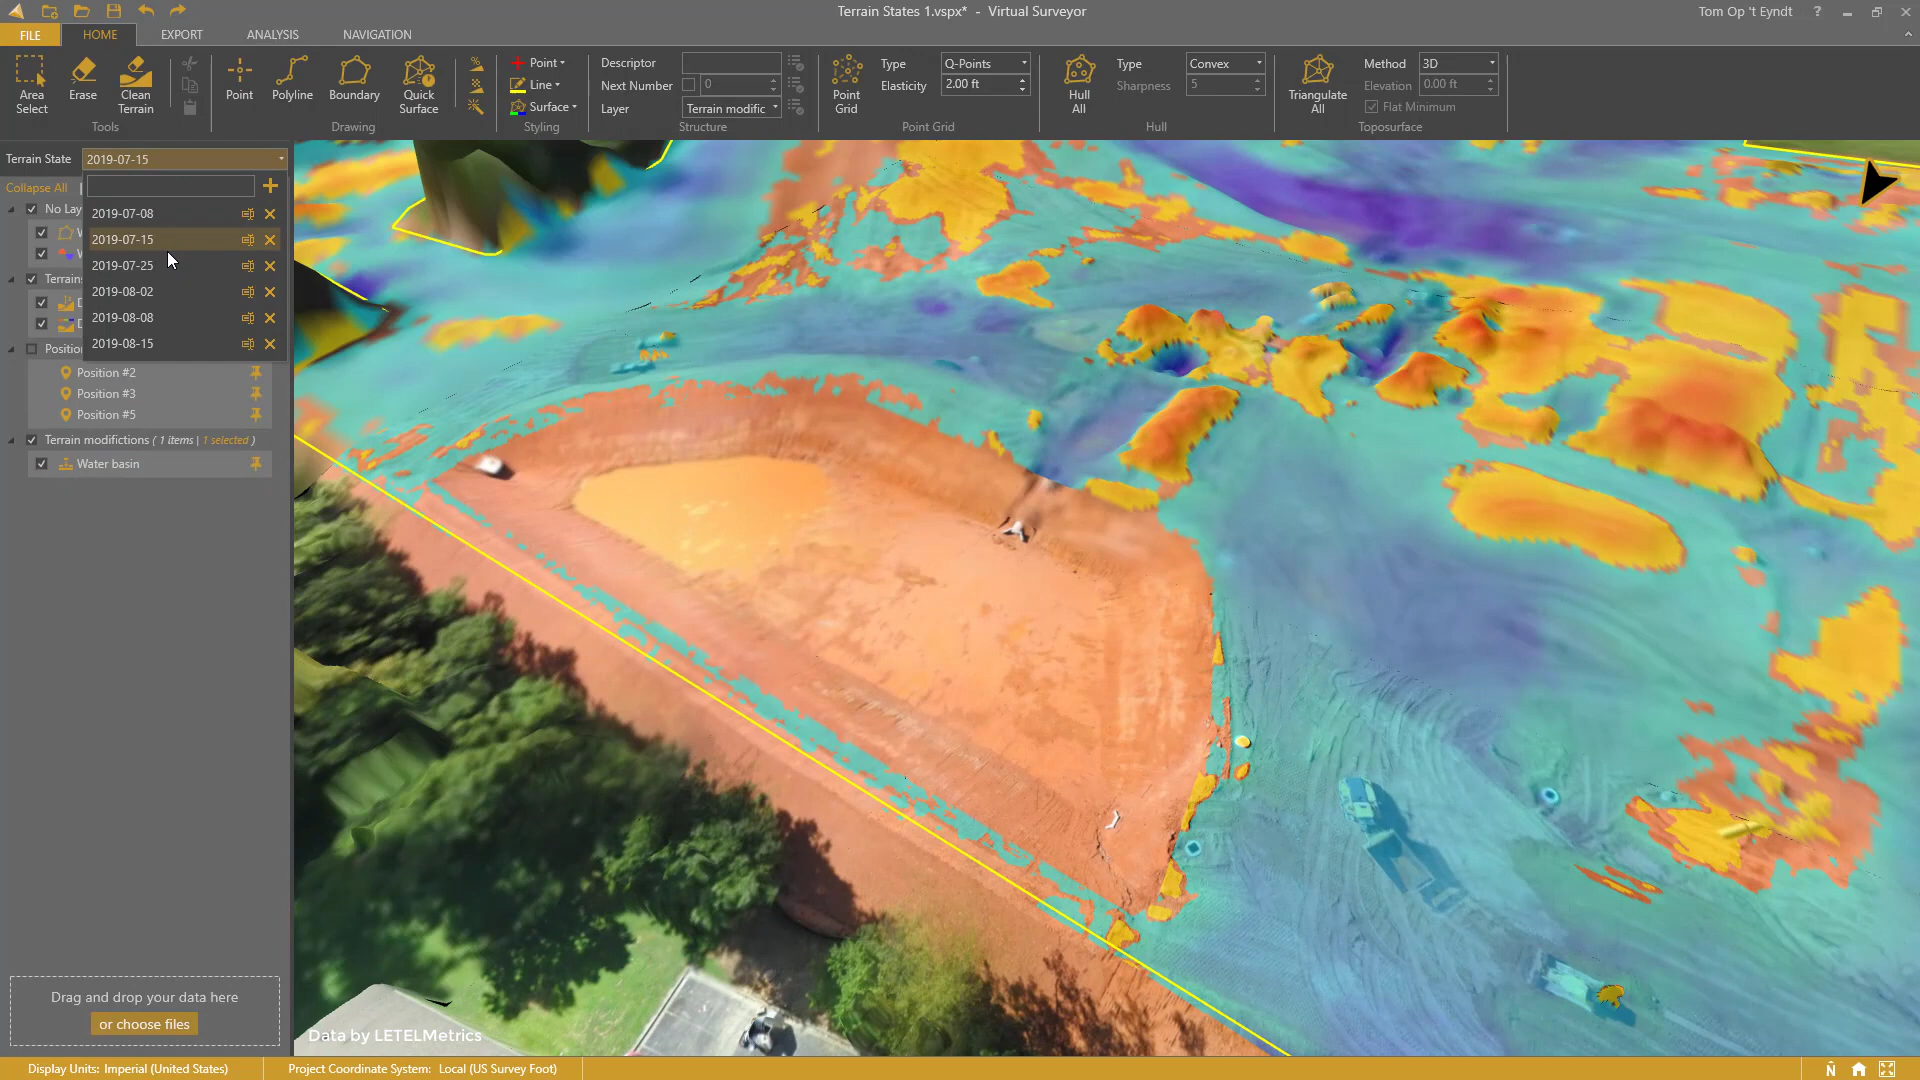 Terrain States 1.vspx* - Virtual Surveyor
Tom Op 't Eyndt
?
FILE
HOME
EXPORT
ANALYSIS
NAVIGATION
Area Select
Erase
Clean Terrain
Tools
Point
Polyline
Boundary
Quick Surface
Drawing
Point
Line
Surface
Styling
Descriptor
Next Number
0
Layer
Terrain modific
Structure
Point Grid
Type
Q-Points
Elasticity
2.00 ft
Point Grid
Hull All
Type
Convex
Sharpness
5
Hull
Triangulate All
Method
3D
Elevation
0.00 ft
Flat Minimum
Toposurface
Terrain State
2019-07-15
Collapse All
2019-07-08
No Lay
2019-07-15
2019-07-25
Terrain
2019-08-02
2019-08-08
2019-08-15
Positio
Position #2
Position #3
Position #5
Terrain modifictions ( 1 items | 1 selected )
Water basin
Drag and drop your data here
or choose files
Data by LETELMetrics
Display Units: Imperial (United States)
Project Coordinate System: Local (US Survey Foot)